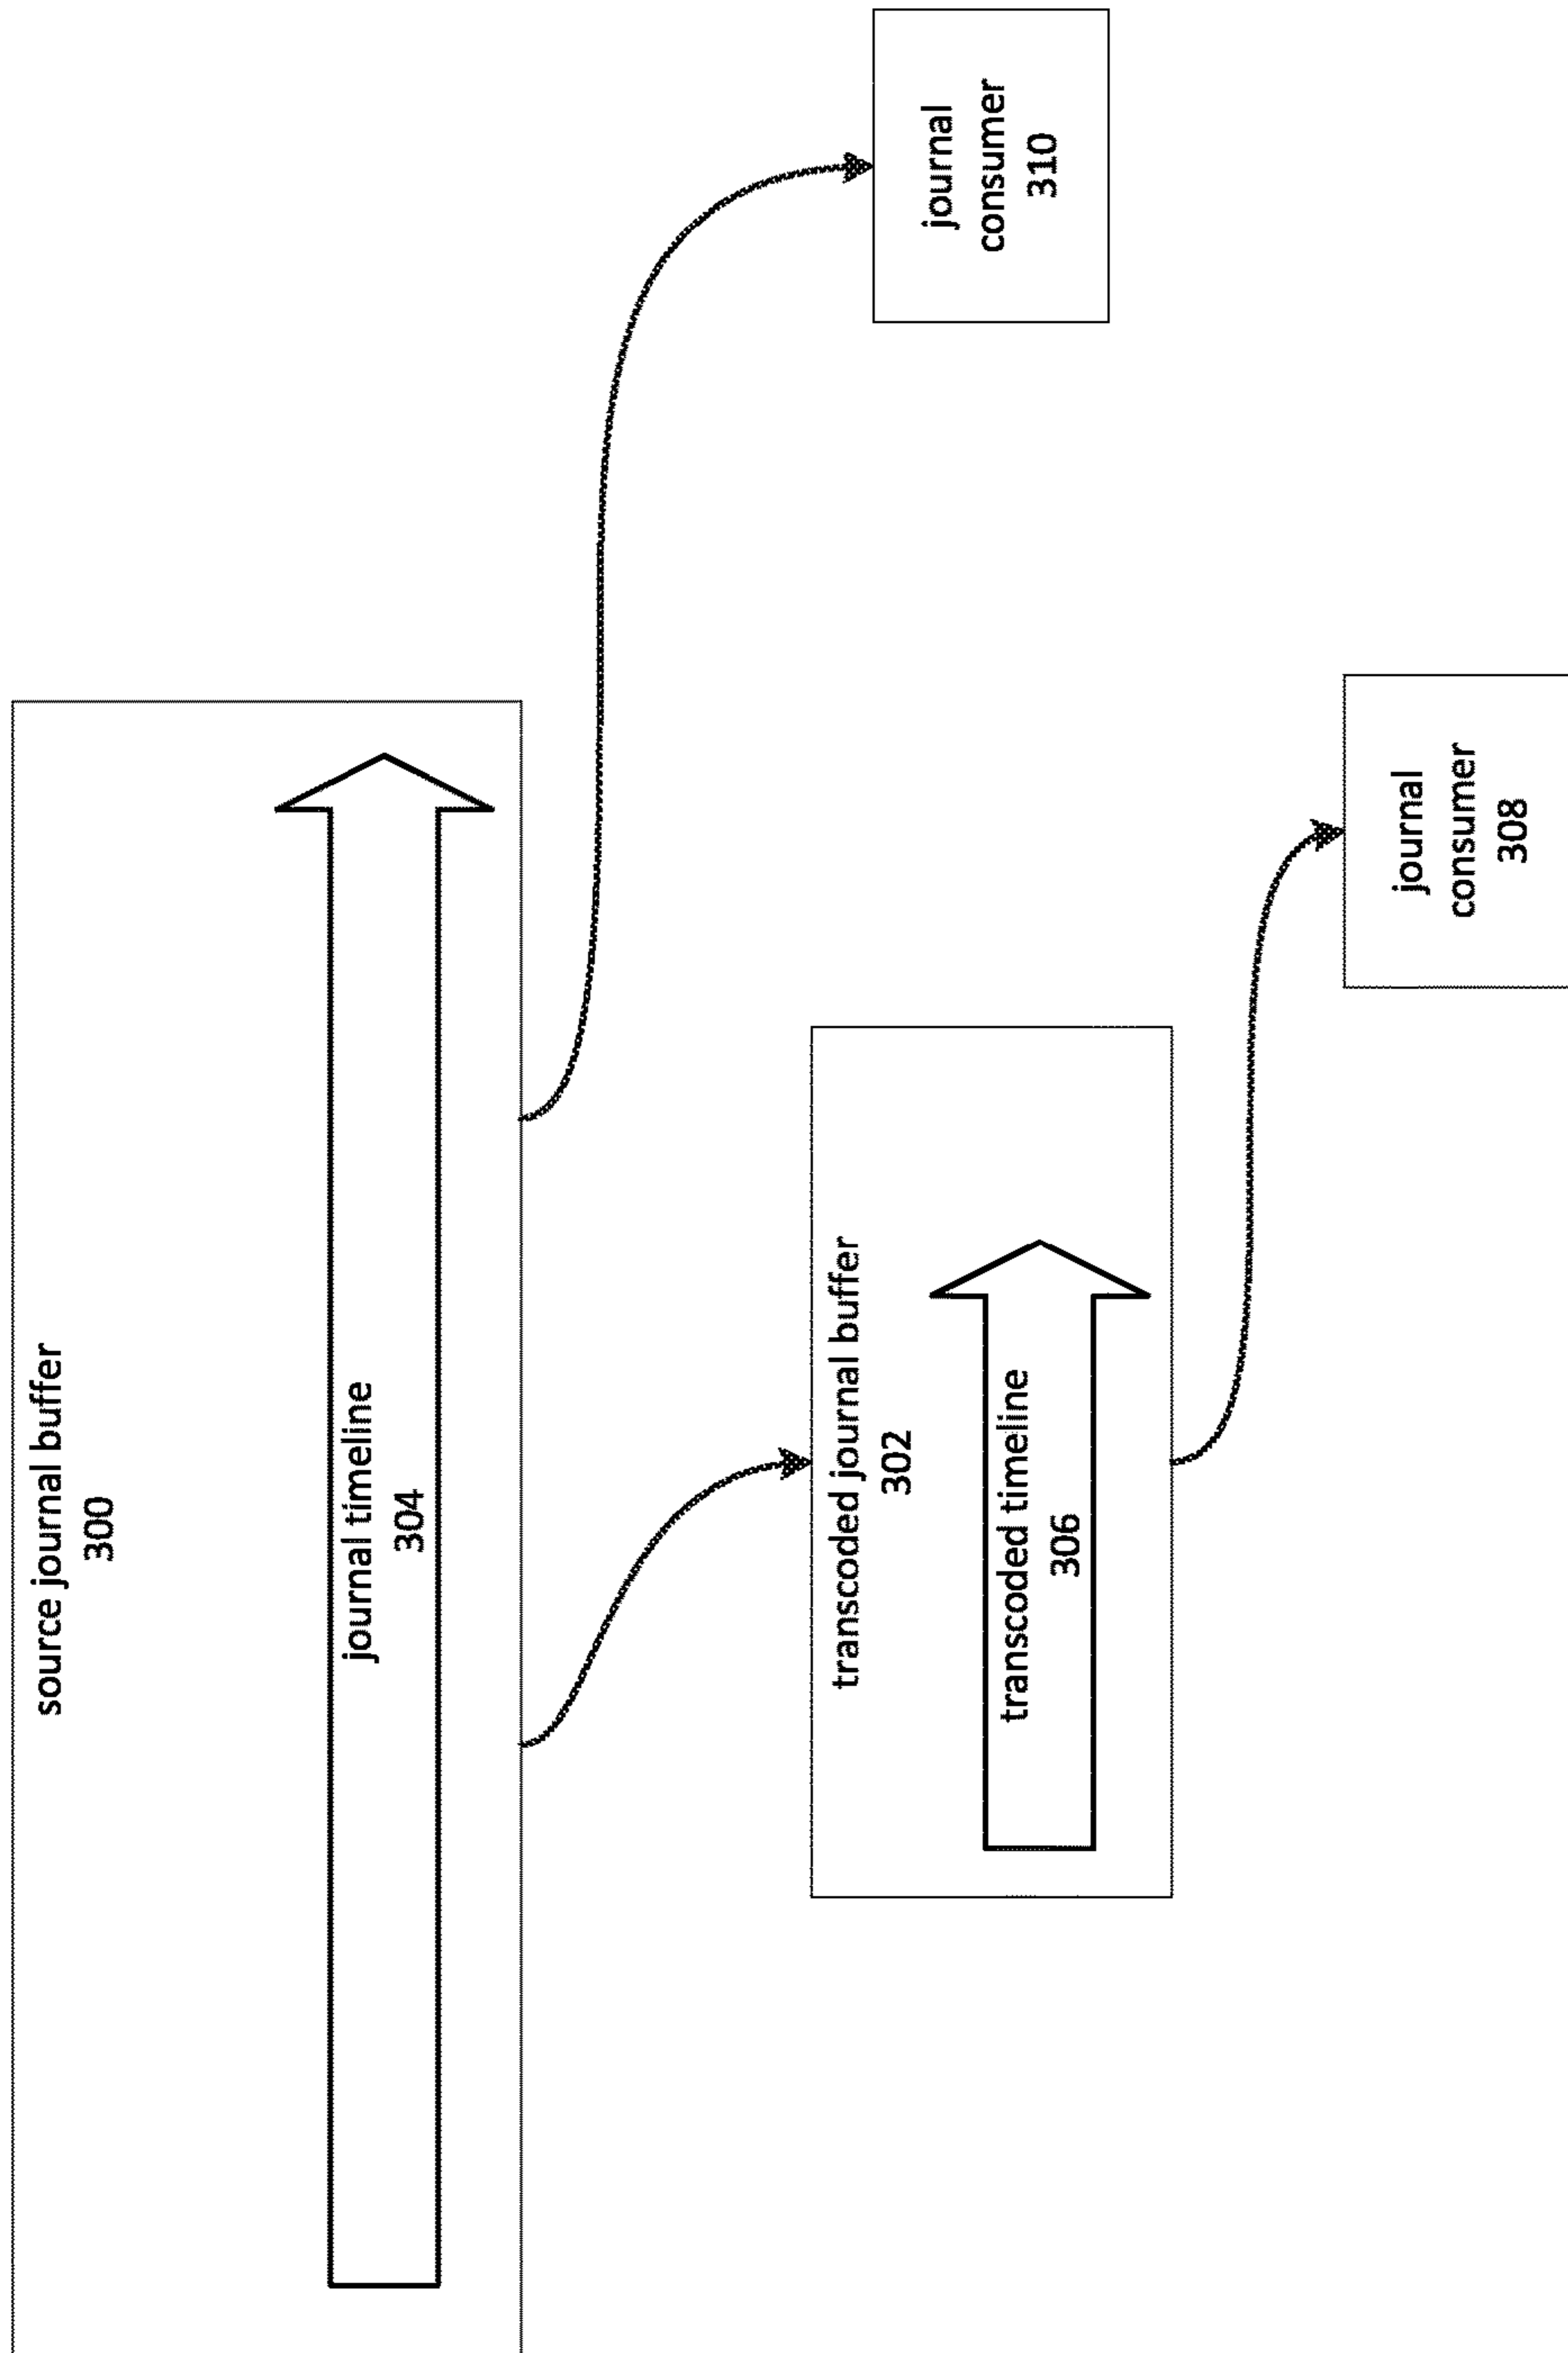 source journal buffer
300
journal timeline
304
transcoded journal buffer
302
transcoded timeline
306
journal
consumer
310
journal
consumer
308